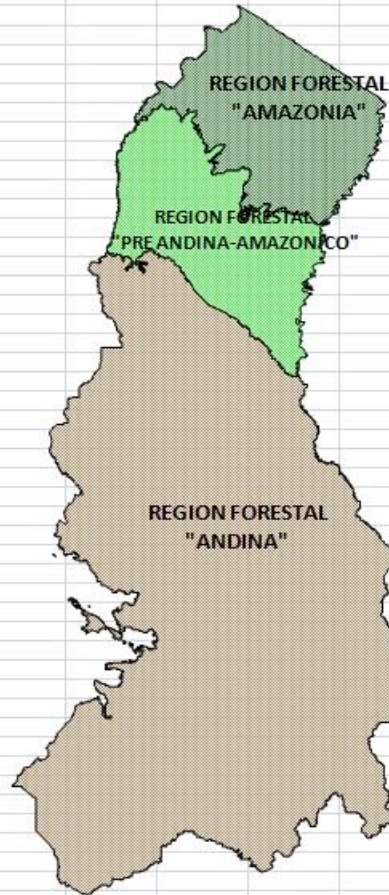 REGION FORESTAL
"AMAZONIA"
REGION FORESTAL
"PRE ANDINA-AMAZONICO"
REGION FORESTAL
"ANDINA"